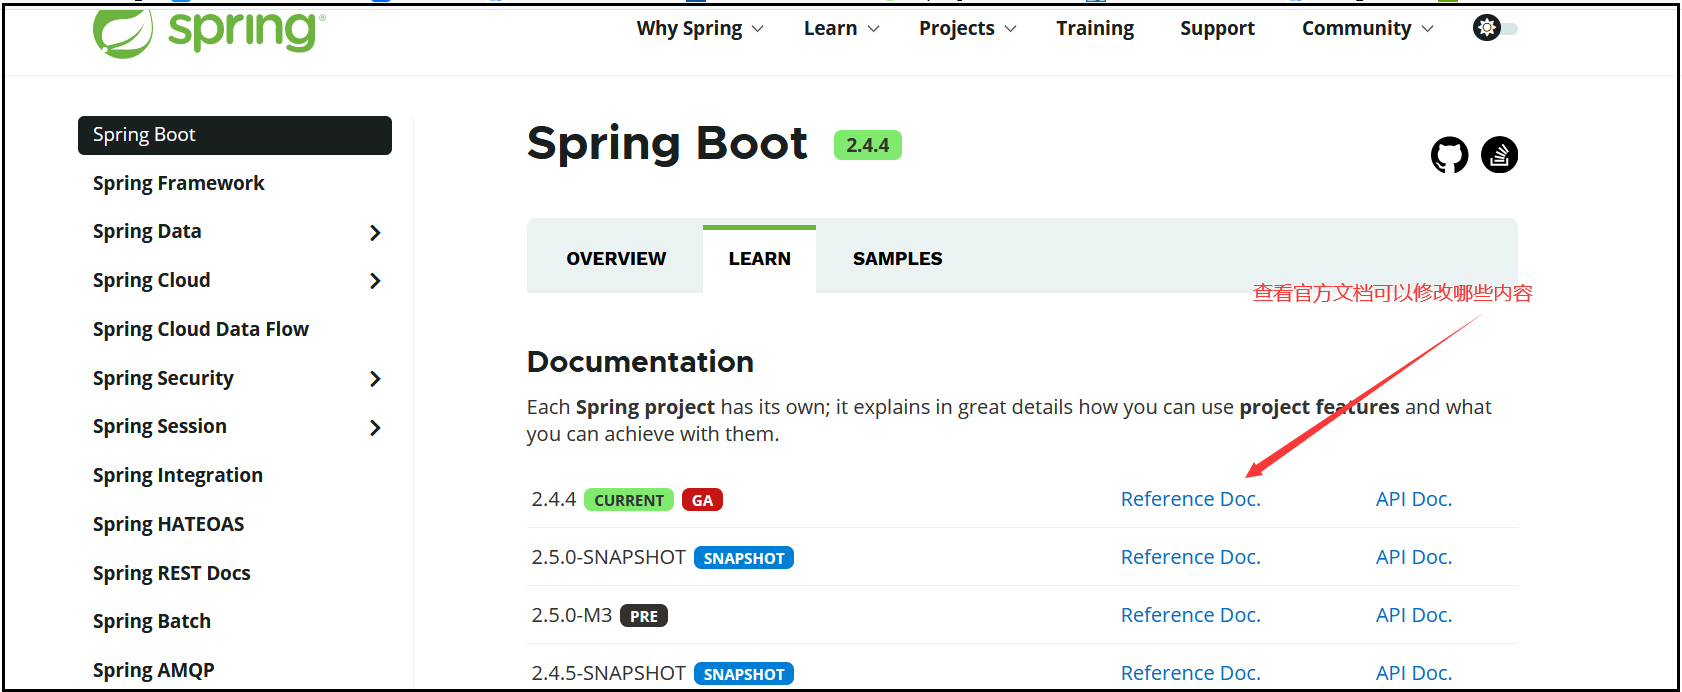 spring®
Why Spring Learn Projects Training Support Community
Spring Boot
Spring Framework
Spring Data
Spring Cloud
Spring Cloud Data Flow
Spring Security
Spring Session
Spring Integration
Spring HATEOAS
Spring REST Docs
Spring Batch
Spring AMQP
Spring Boot 2.4.4
OVERVIEW LEARN SAMPLES
查看官方文档可以修改哪些内容
Documentation
Each Spring project has its own; it explains in great details how you can use project features and what
you can achieve with them.
2.4.4 CURRENT GA Reference Doc. API Doc.
2.5.0-SNAPSHOT SNAPSHOT Reference Doc. API Doc.
2.5.0-M3 PRE Reference Doc. API Doc.
2.4.5-SNAPSHOT SNAPSHOT Reference Doc. API Doc.